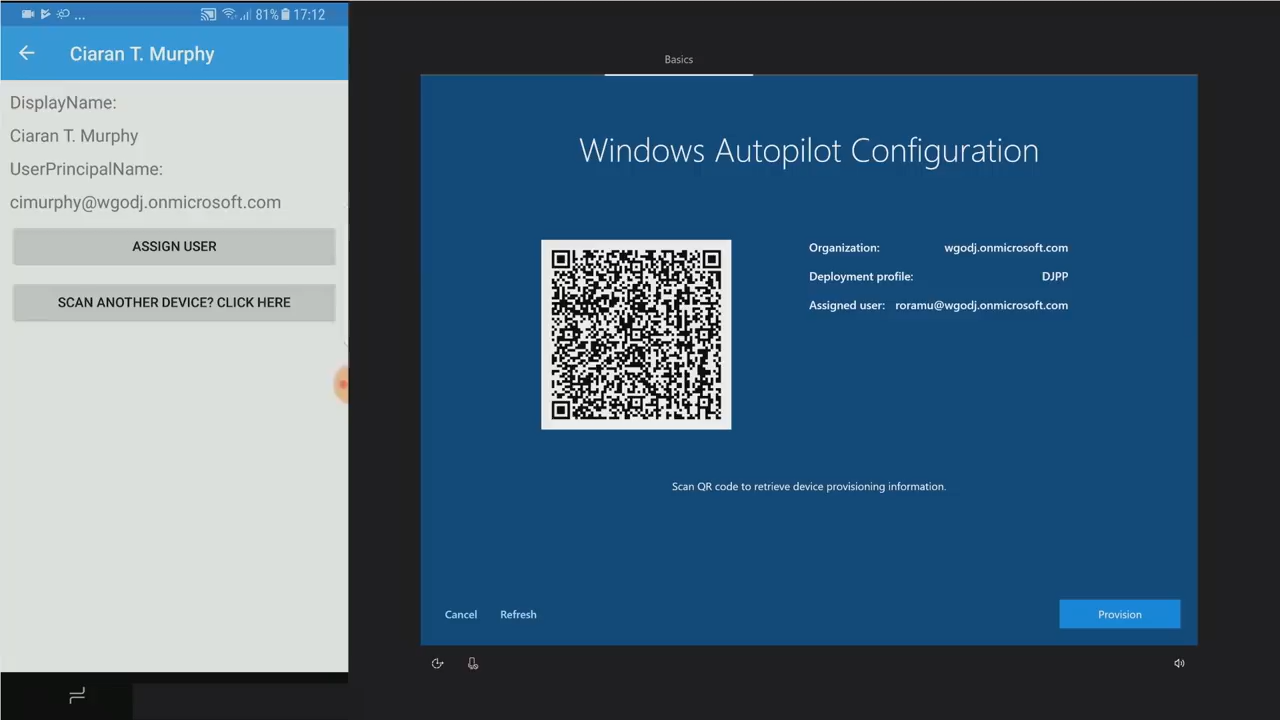 ... 81% 17:12
Ciaran T. Murphy
DisplayName:
Ciaran T. Murphy
UserPrincipalName:
cimurphy@wgodj.onmicrosoft.com
ASSIGN USER
SCAN ANOTHER DEVICE? CLICK HERE
Basics
Windows Autopilot Configuration
Organization: wgodj.onmicrosoft.com
Deployment profile: DJPP
Assigned user: roramu@wgodj.onmicrosoft.com
Scan QR code to retrieve device provisioning information.
Cancel Refresh Provision